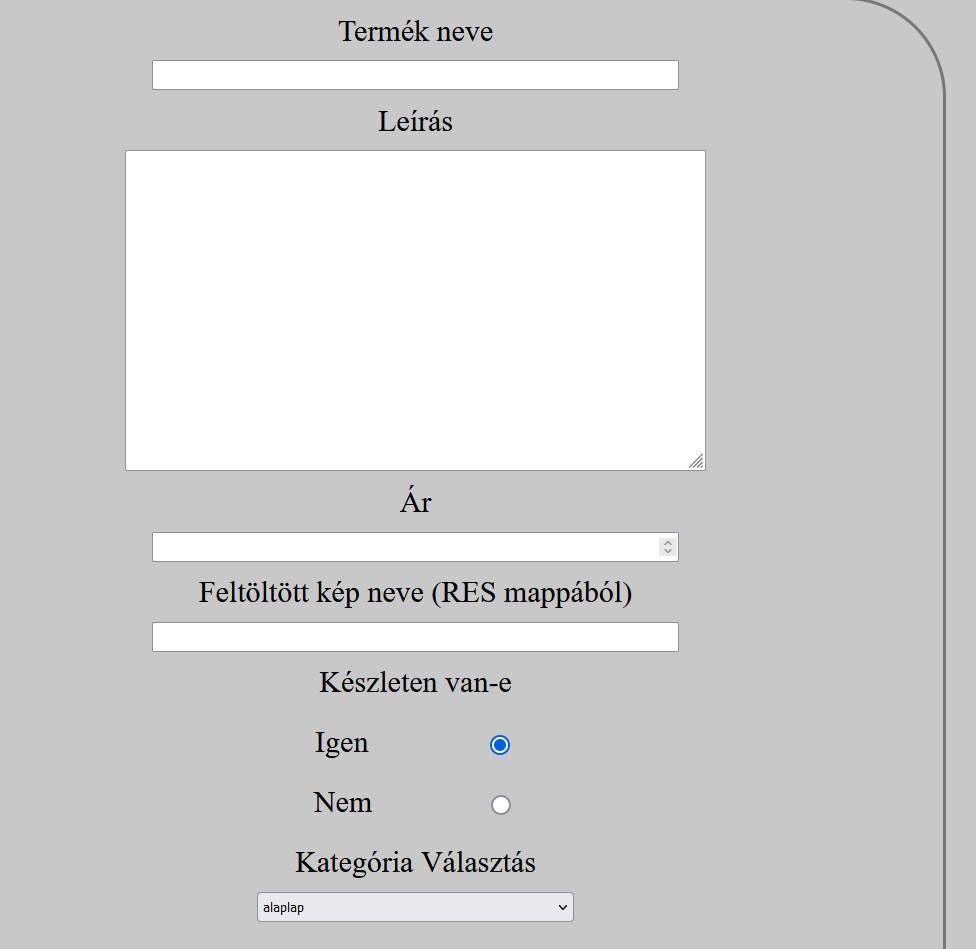 Termék neve
Leírás
Ár
Feltöltött kép neve (RES mappából)
Készleten van-e
Igen
Nem
Kategória Választás
alaplap